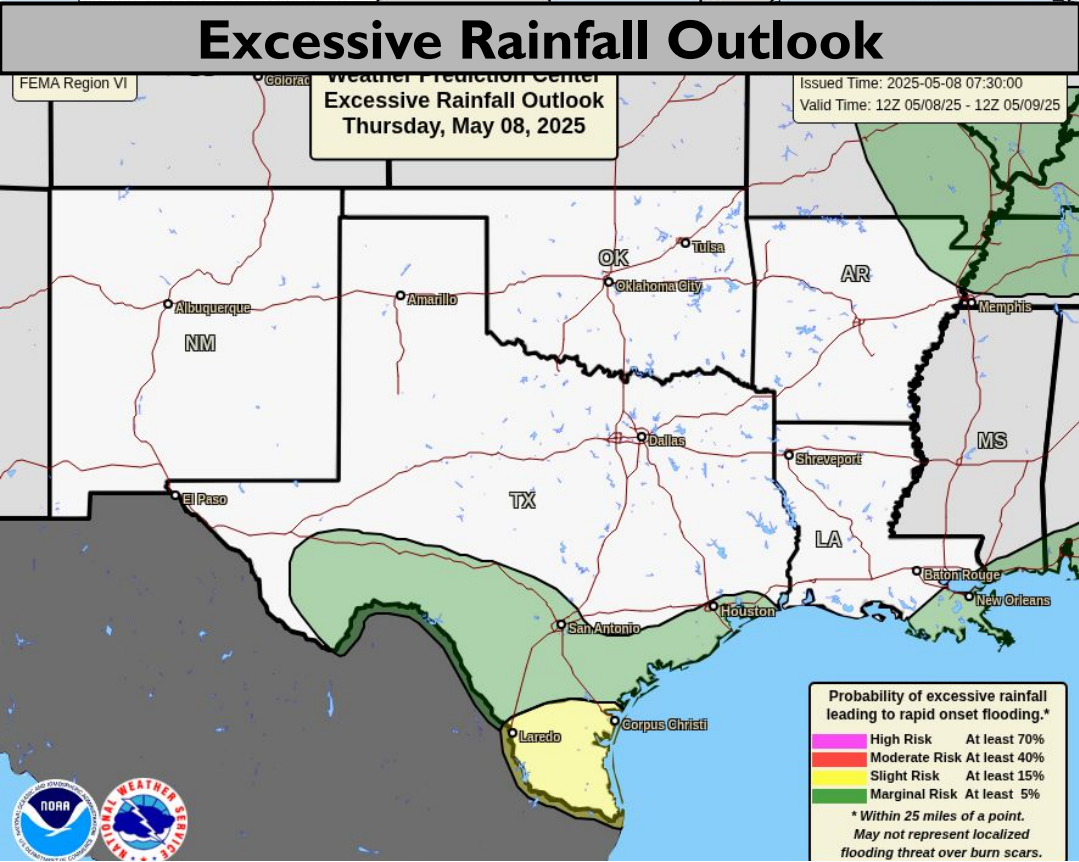 Excessive Rainfall Outlook
FEMA Region VI
Weather Prediction Center
Excessive Rainfall Outlook
Thursday, May 08, 2025
Issued Time: 2025-05-08 07:30:00
Valid Time: 12Z 05/08/25 - 12Z 05/09/25
Colorad
Tulsa
OK
Oklahoma City
AR
Amarillo
Albuquerque
Memphis
NM
Dallas
MS
Shreveport
El Paso
TX
LA
Baton Rouge
New Orleans
Houston
San Antonio
Corpus Christi
Laredo
Probability of excessive rainfall
leading to rapid onset flooding.*
High Risk At least 70%
Moderate Risk At least 40%
Slight Risk At least 15%
Marginal Risk At least 5%
* Within 25 miles of a point.
May not represent localized
flooding threat over burn scars.
NOAA
NATIONAL WEATHER SERVICE